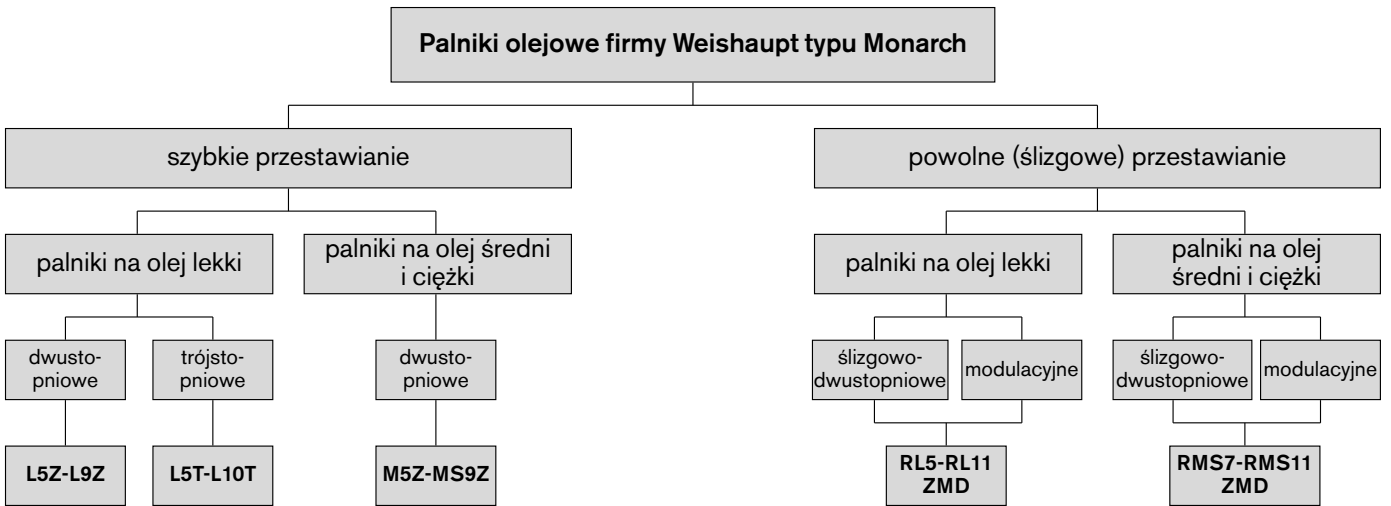 Palniki olejowe firmy Weishaupt typu Monarch
szybkie przestawianie
powolne (ślizgowe) przestawianie
palniki na olej lekki
palniki na olej średni
i ciężki
palniki na olej lekki
palniki na olej
średni i ciężki
dwusto-
pniowe
trójsto-
pniowe
dwusto-
pniowe
ślizgowo-
dwustopniowe
modulacyjne
ślizgowo-
dwustopniowe
modulacyjne
L5Z-L9Z
L5T-L10T
M5Z-MS9Z
RL5-RL11
ZMD
RMS7-RMS11
ZMD